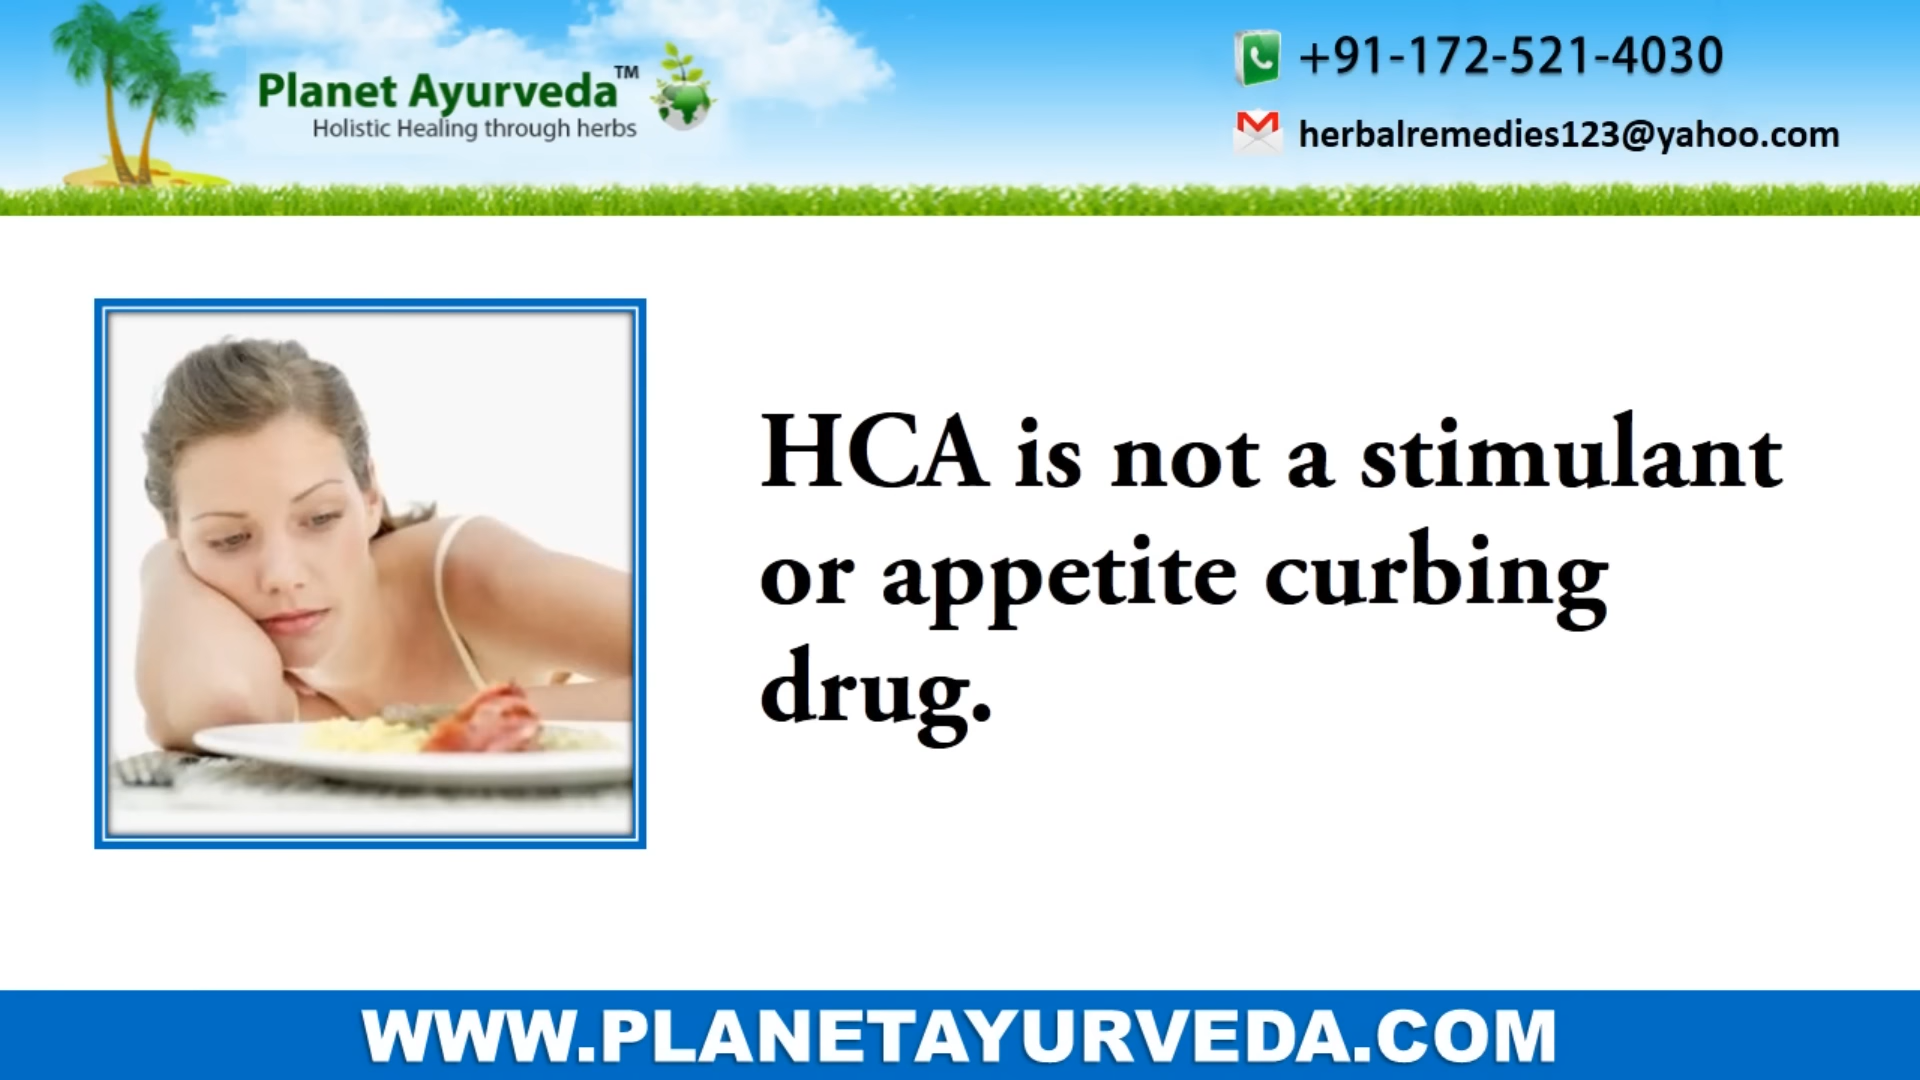 Planet Ayurveda™
Holistic Healing through herbs
+91-172-521-4030
herbalremedies123@yahoo.com
HCA is not a stimulant
or appetite curbing
drug.
WWW.PLANETAYURVEDA.COM